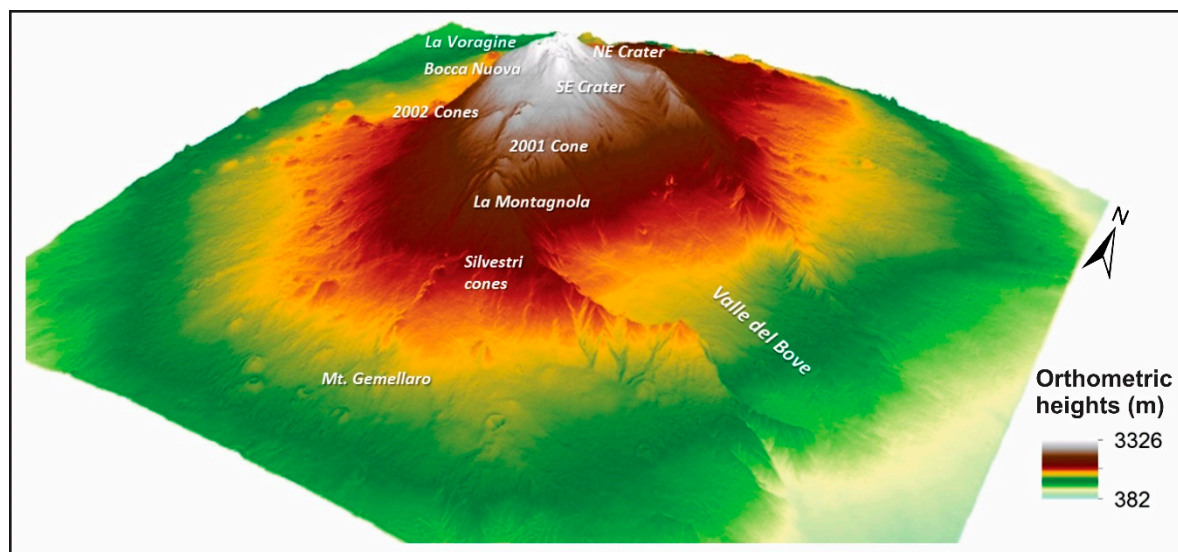 La Voragine
NE Crater
Bocca Nuova
SE Crater
2002 Cones
2001 Cone
La Montagnola
N
Silvestri
cones
Valle del Bove
Mt. Gemellaro
Orthometric
heights (m)
3326
382